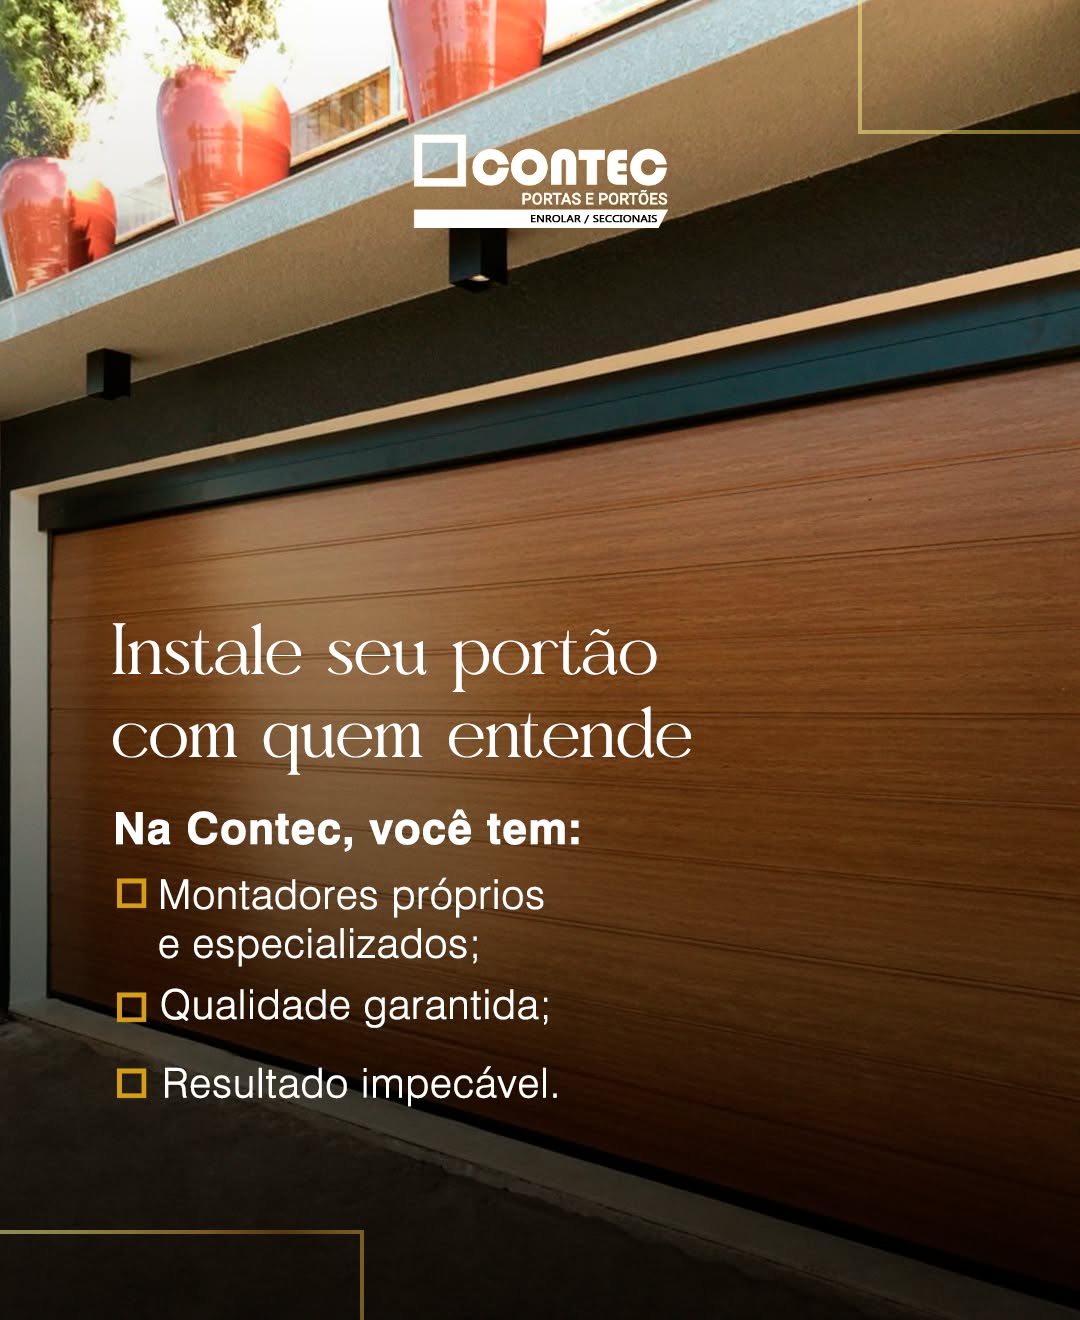 CONTEC
PORTAS E PORTÕES
ENROLAR / SECCIONAIS
Instale seu portão
com quem entende
Na Contec, você tem:
Montadores próprios
e especializados;
Qualidade garantida;
Resultado impecável.